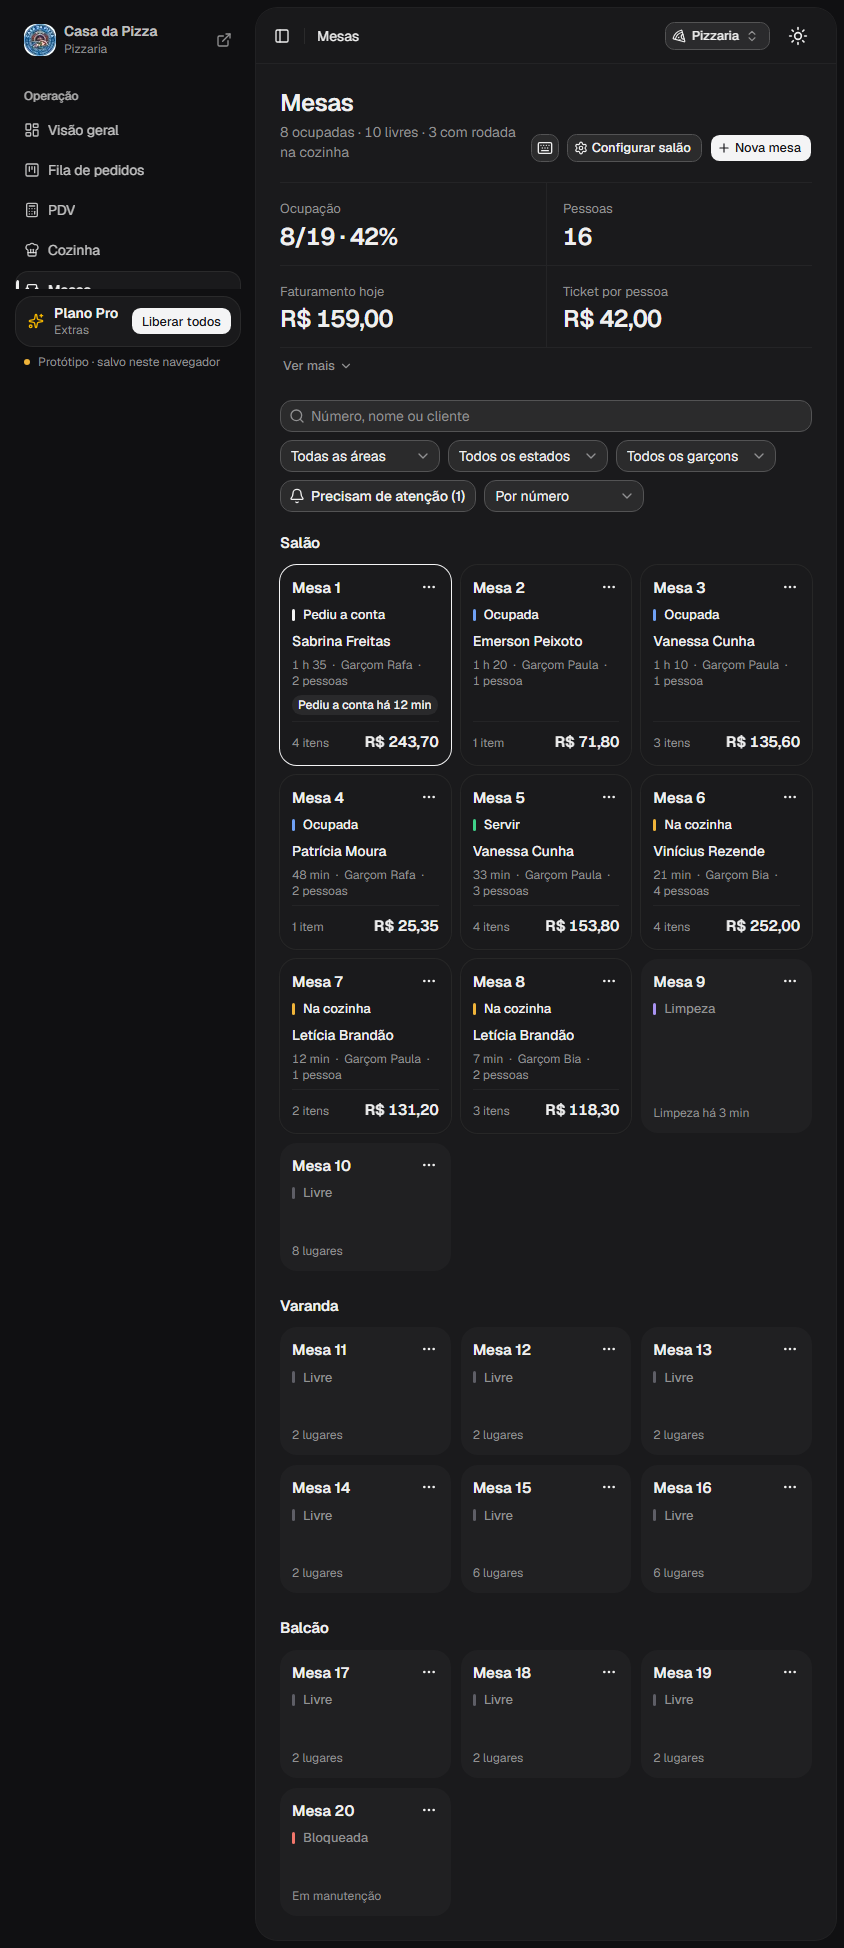 Casa da Pizza
Pizzaria
Operação
Visão geral
Fila de pedidos
PDV
Cozinha
Mesas
Plano Pro
Extras
Liberar todos
Protótipo · salvo neste navegador
Mesas
Pizzaria
Mesas
8 ocupadas · 10 livres · 3 com rodada
na cozinha
Configurar salão
Nova mesa
Ocupação
8/19 · 42%
Pessoas
16
Faturamento hoje
R$ 159,00
Ticket por pessoa
R$ 42,00
Ver mais
Número, nome ou cliente
Todas as áreas
Todos os estados
Todos os garçons
Precisam de atenção (1)
Por número
Salão
Mesa 1
Pediu a conta
Sabrina Freitas
1 h 35 · Garçom Rafa ·
2 pessoas
Pediu a conta há 12 min
4 itens R$ 243,70
Mesa 2
Ocupada
Emerson Peixoto
1 h 20 · Garçom Paula ·
1 pessoa
1 item R$ 71,80
Mesa 3
Ocupada
Vanessa Cunha
1 h 10 · Garçom Paula ·
1 pessoa
3 itens R$ 135,60
Mesa 4
Ocupada
Patrícia Moura
48 min · Garçom Rafa ·
2 pessoas
1 item R$ 25,35
Mesa 5
Servir
Vanessa Cunha
33 min · Garçom Paula ·
3 pessoas
4 itens R$ 153,80
Mesa 6
Na cozinha
Vinícius Rezende
21 min · Garçom Bia ·
4 pessoas
4 itens R$ 252,00
Mesa 7
Na cozinha
Letícia Brandão
12 min · Garçom Paula ·
1 pessoa
2 itens R$ 131,20
Mesa 8
Na cozinha
Letícia Brandão
7 min · Garçom Bia ·
2 pessoas
3 itens R$ 118,30
Mesa 9
Limpeza
Limpeza há 3 min
Mesa 10
Livre
8 lugares
Varanda
Mesa 11
Livre
2 lugares
Mesa 12
Livre
2 lugares
Mesa 13
Livre
2 lugares
Mesa 14
Livre
2 lugares
Mesa 15
Livre
6 lugares
Mesa 16
Livre
6 lugares
Balcão
Mesa 17
Livre
2 lugares
Mesa 18
Livre
2 lugares
Mesa 19
Livre
2 lugares
Mesa 20
Bloqueada
Em manutenção